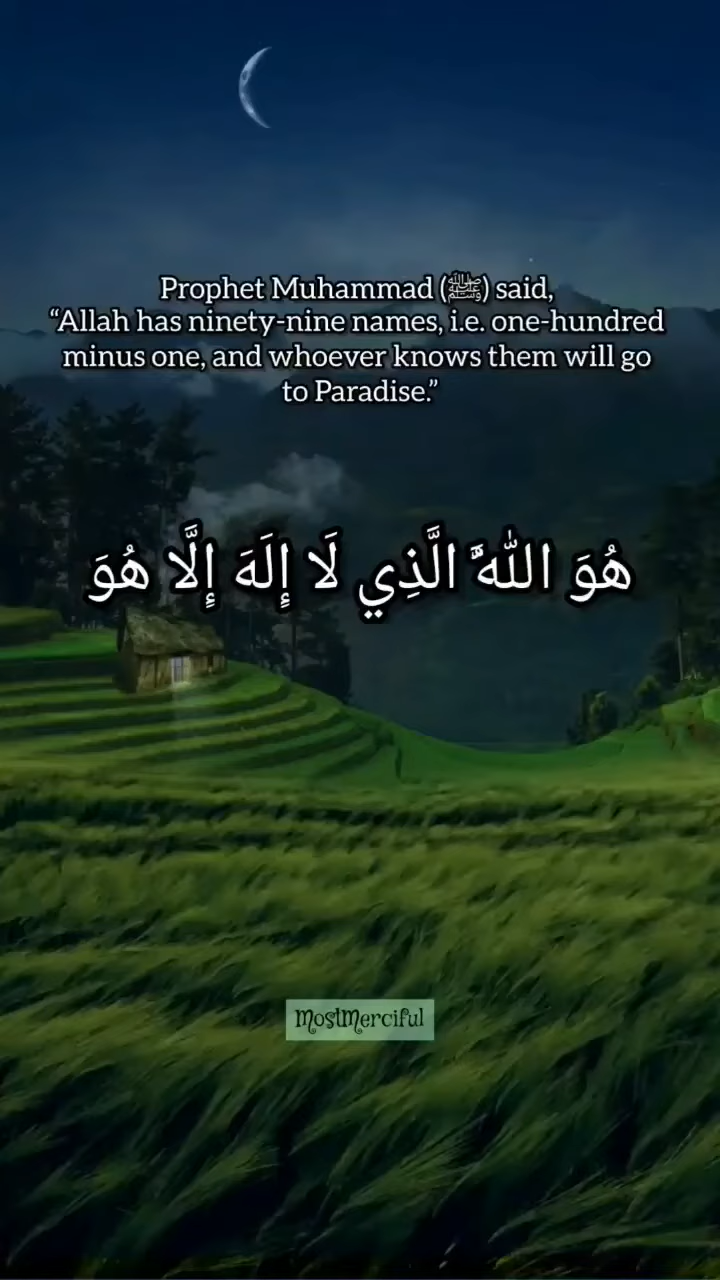 Prophet Muhammad (ﷺ) said,
“Allah has ninety-nine names, i.e. one-hundred
minus one, and whoever knows them will go
to Paradise.”
هُوَ اللَّهُ الَّذِي لَا إِلَهَ إِلَّا هُوَ
MostMerciful